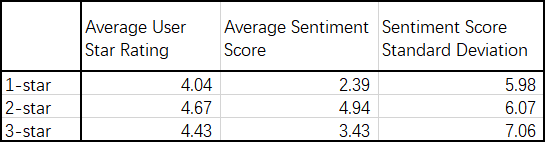 Average User Star Rating Average Sentiment Score Sentiment Score Standard Deviation
1-star 4.04 2.39 5.98
2-star 4.67 4.94 6.07
3-star 4.43 3.43 7.06